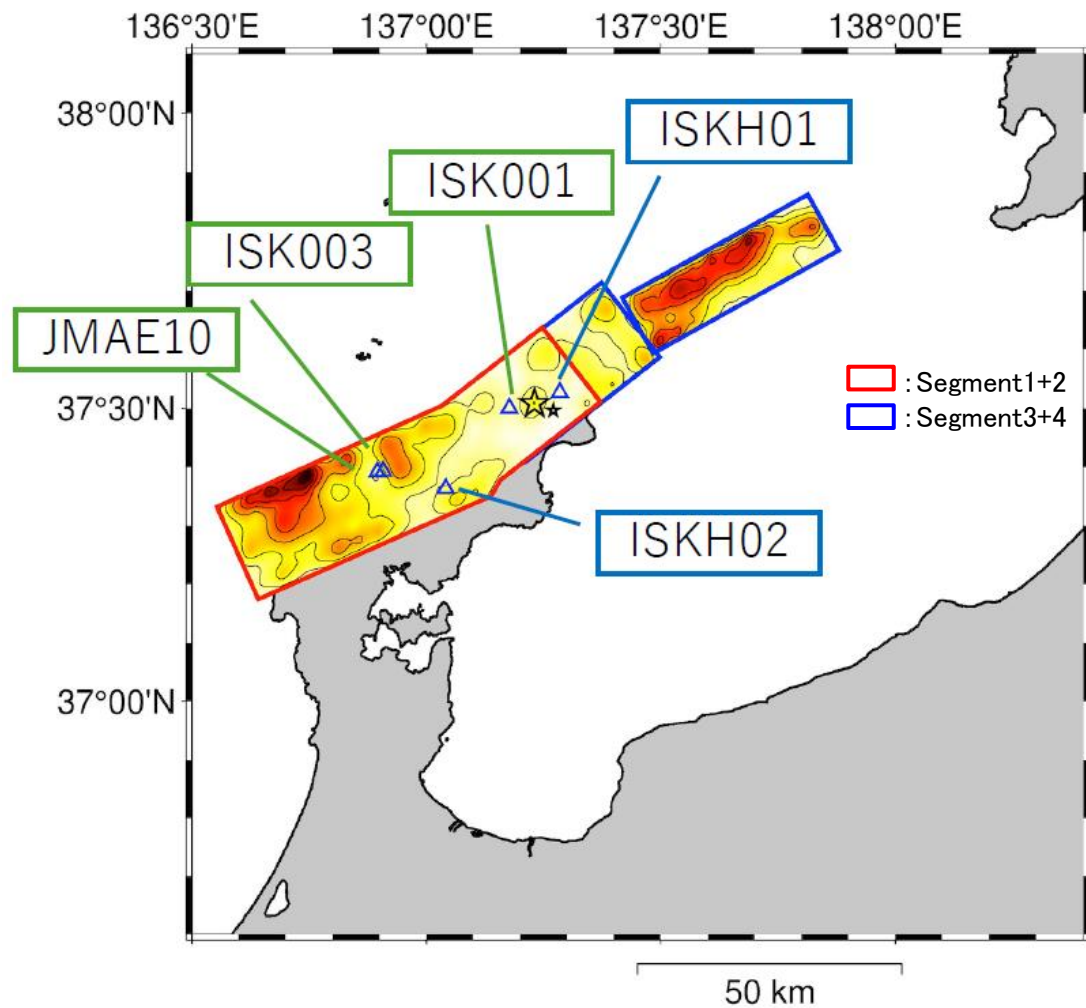 136°30'E 137°00'E 137°30'E 138°00'E
38°00'N
ISKH01
ISK001
ISK003
JMAE10
: Segment1+2
37°30'N
: Segment3+4
ISKH02
37°00'N
50 km